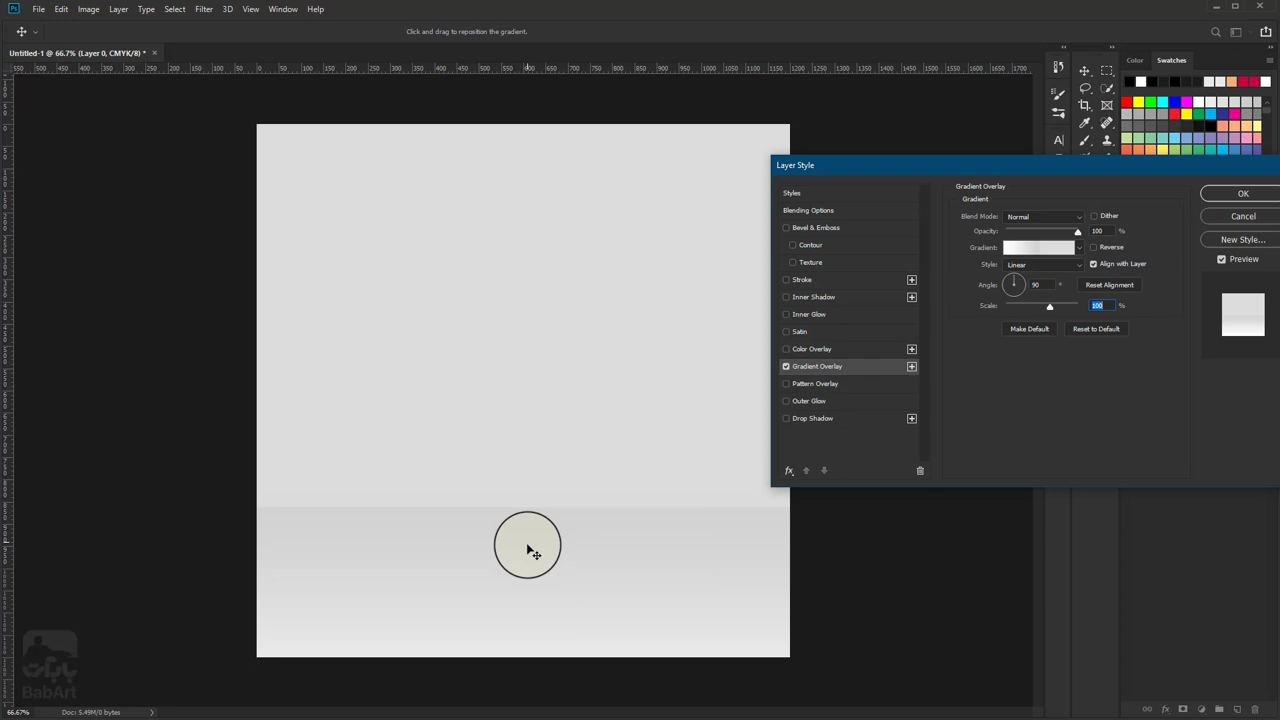 Ps File Edit Image Layer Type Select Filter 3D View Window Help
Click and drag to reposition the gradient.
Untitled-1 @ 66.7% (Layer 0, CMYK/8) * ×
Color Swatches
Layer Style
Styles
Blending Options
Bevel & Emboss
Contour
Texture
Stroke
Inner Shadow
Inner Glow
Satin
Color Overlay
Gradient Overlay
Pattern Overlay
Outer Glow
Drop Shadow
fx
Gradient Overlay
Gradient
Blend Mode: Normal Dither
Opacity: 100 %
Gradient: Reverse
Style: Linear Align with Layer
Angle: 90 ° Reset Alignment
Scale: 100 %
Make Default Reset to Default
OK
Cancel
New Style...
Preview
باب‌آرت
BabArt
66.67% Doc: 5.49M/0 bytes